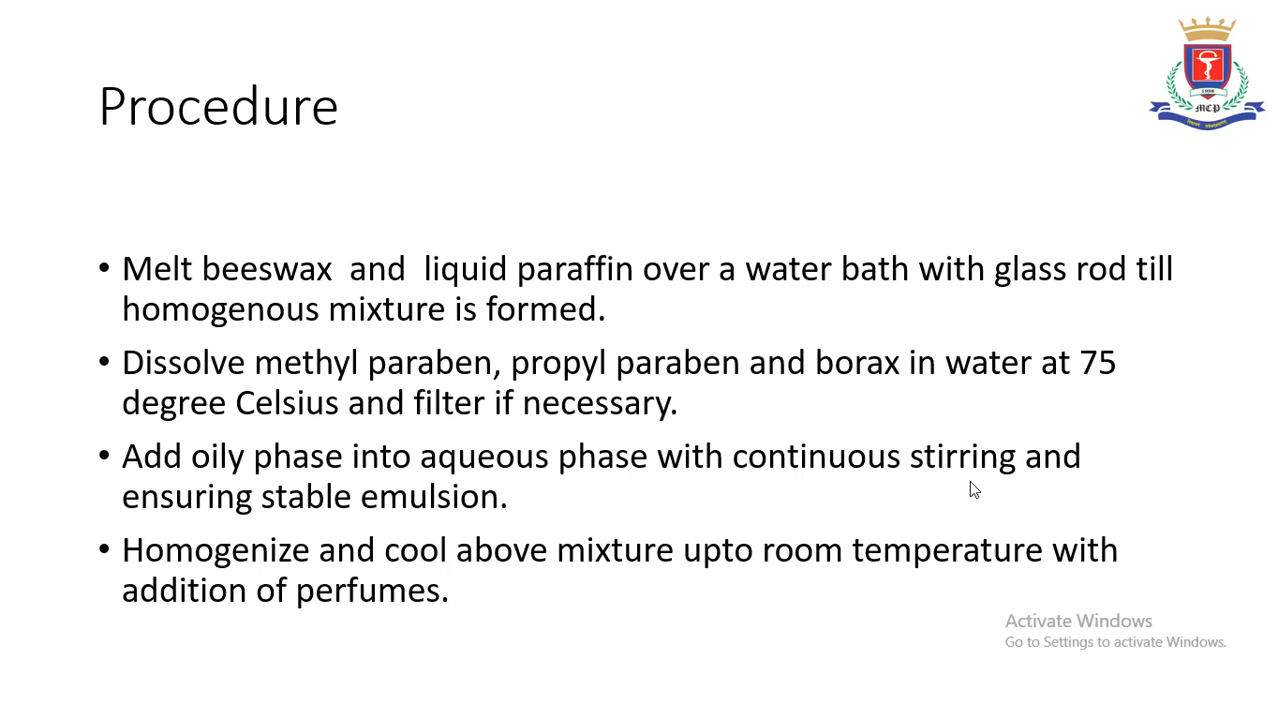 Procedure
1998
MCP
• Melt beeswax and liquid paraffin over a water bath with glass rod till
homogenous mixture is formed.
• Dissolve methyl paraben, propyl paraben and borax in water at 75
degree Celsius and filter if necessary.
• Add oily phase into aqueous phase with continuous stirring and
ensuring stable emulsion.
• Homogenize and cool above mixture upto room temperature with
addition of perfumes.
Activate Windows
Go to Settings to activate Windows.